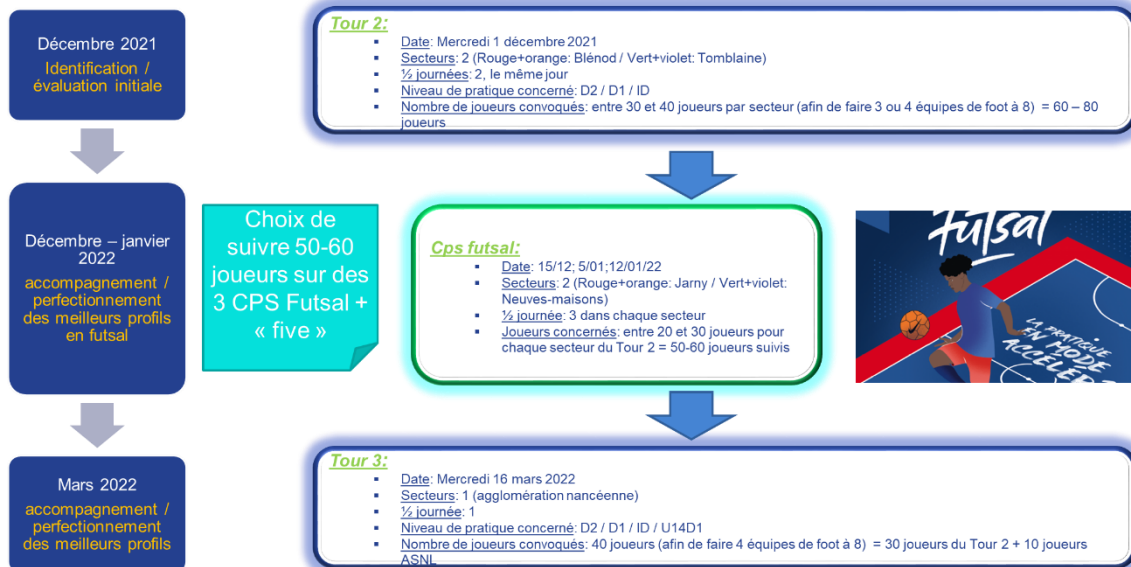 Décembre 2021
Identification /
évaluation initiale
Tour 2:
Date: Mercredi 1 décembre 2021
Secteurs: 2 (Rouge+orange: Blénod / Vert+violet: Tomblaine)
½ journées: 2, le même jour
Niveau de pratique concerné: D2 / D1 / ID
Nombre de joueurs convoqués: entre 30 et 40 joueurs par secteur (afin de faire 3 ou 4 équipes de foot à 8) = 60 – 80
joueurs
Décembre – janvier
2022
accompagnement /
perfectionnement
des meilleurs profils
en futsal
Choix de
suivre 50-60
joueurs sur des
3 CPS Futsal +
« five »
Cps futsal:
Date: 15/12; 5/01;12/01/22
Secteurs: 2 (Rouge+orange: Jarny / Vert+violet:
Neuves-maisons)
½ journée: 3 dans chaque secteur
Joueurs concernés: entre 20 et 30 joueurs pour
chaque secteur du Tour 2 = 50-60 joueurs suivis
Futsal
LA PRATIQUE
EN MODE
Mars 2022
accompagnement /
perfectionnement
des meilleurs profils
Tour 3:
Date: Mercredi 16 mars 2022
Secteurs: 1 (agglomération nancéenne)
½ journée: 1
Niveau de pratique concerné: D2 / D1 / ID / U14D1
Nombre de joueurs convoqués: 40 joueurs (afin de faire 4 équipes de foot à 8) = 30 joueurs du Tour 2 + 10 joueurs
ASNL